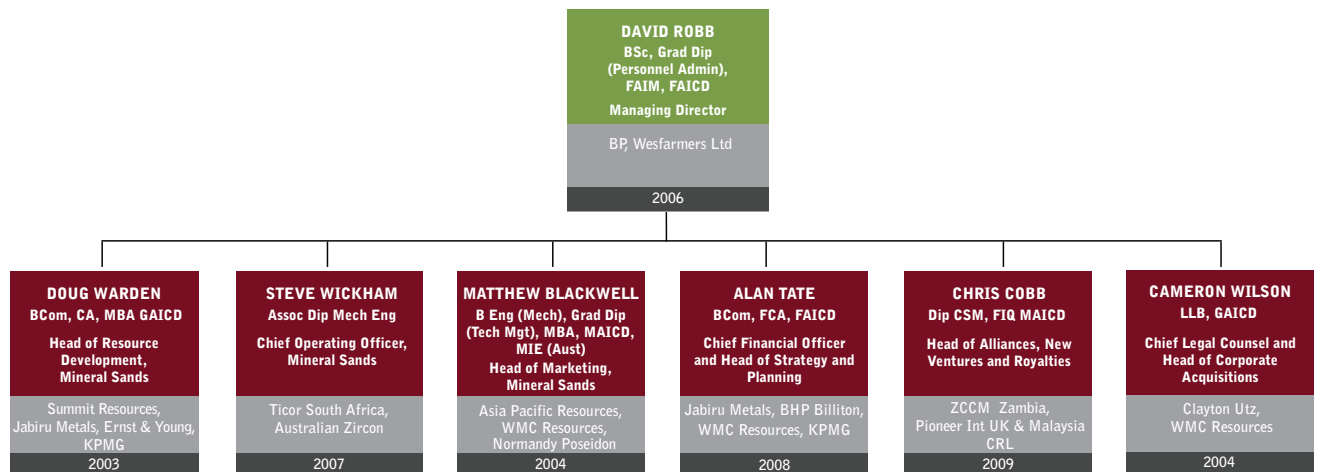 DAVID ROBB
BSc, Grad Dip
(Personnel Admin),
FAIM, FAICD
Managing Director
BP, Wesfarmers Ltd
2006
DOUG WARDEN
BCom, CA, MBA GAICD
Head of Resource
Development,
Mineral Sands
Summit Resources,
Jabiru Metals, Ernst & Young,
KPMG
2003
STEVE WICKHAM
Assoc Dip Mech Eng
Chief Operating Officer,
Mineral Sands
Ticor South Africa,
Australian Zircon
2007
MATTHEW BLACKWELL
B Eng (Mech), Grad Dip
(Tech Mgt), MBA, MAICD,
MIE (Aust)
Head of Marketing,
Mineral Sands
Asia Pacific Resources,
WMC Resources,
Normandy Poseidon
2004
ALAN TATE
BCom, FCA, FAICD
Chief Financial Officer
and Head of Strategy and
Planning
Jabiru Metals, BHP Billiton,
WMC Resources, KPMG
2008
CHRIS COBB
Dip CSM, FIQ MAICD
Head of Alliances, New
Ventures and Royalties
ZCCM Zambia,
Pioneer Int UK & Malaysia
CRL
2009
CAMERON WILSON
LLB, GAICD
Chief Legal Counsel and
Head of Corporate
Acquisitions
Clayton Utz,
WMC Resources
2004